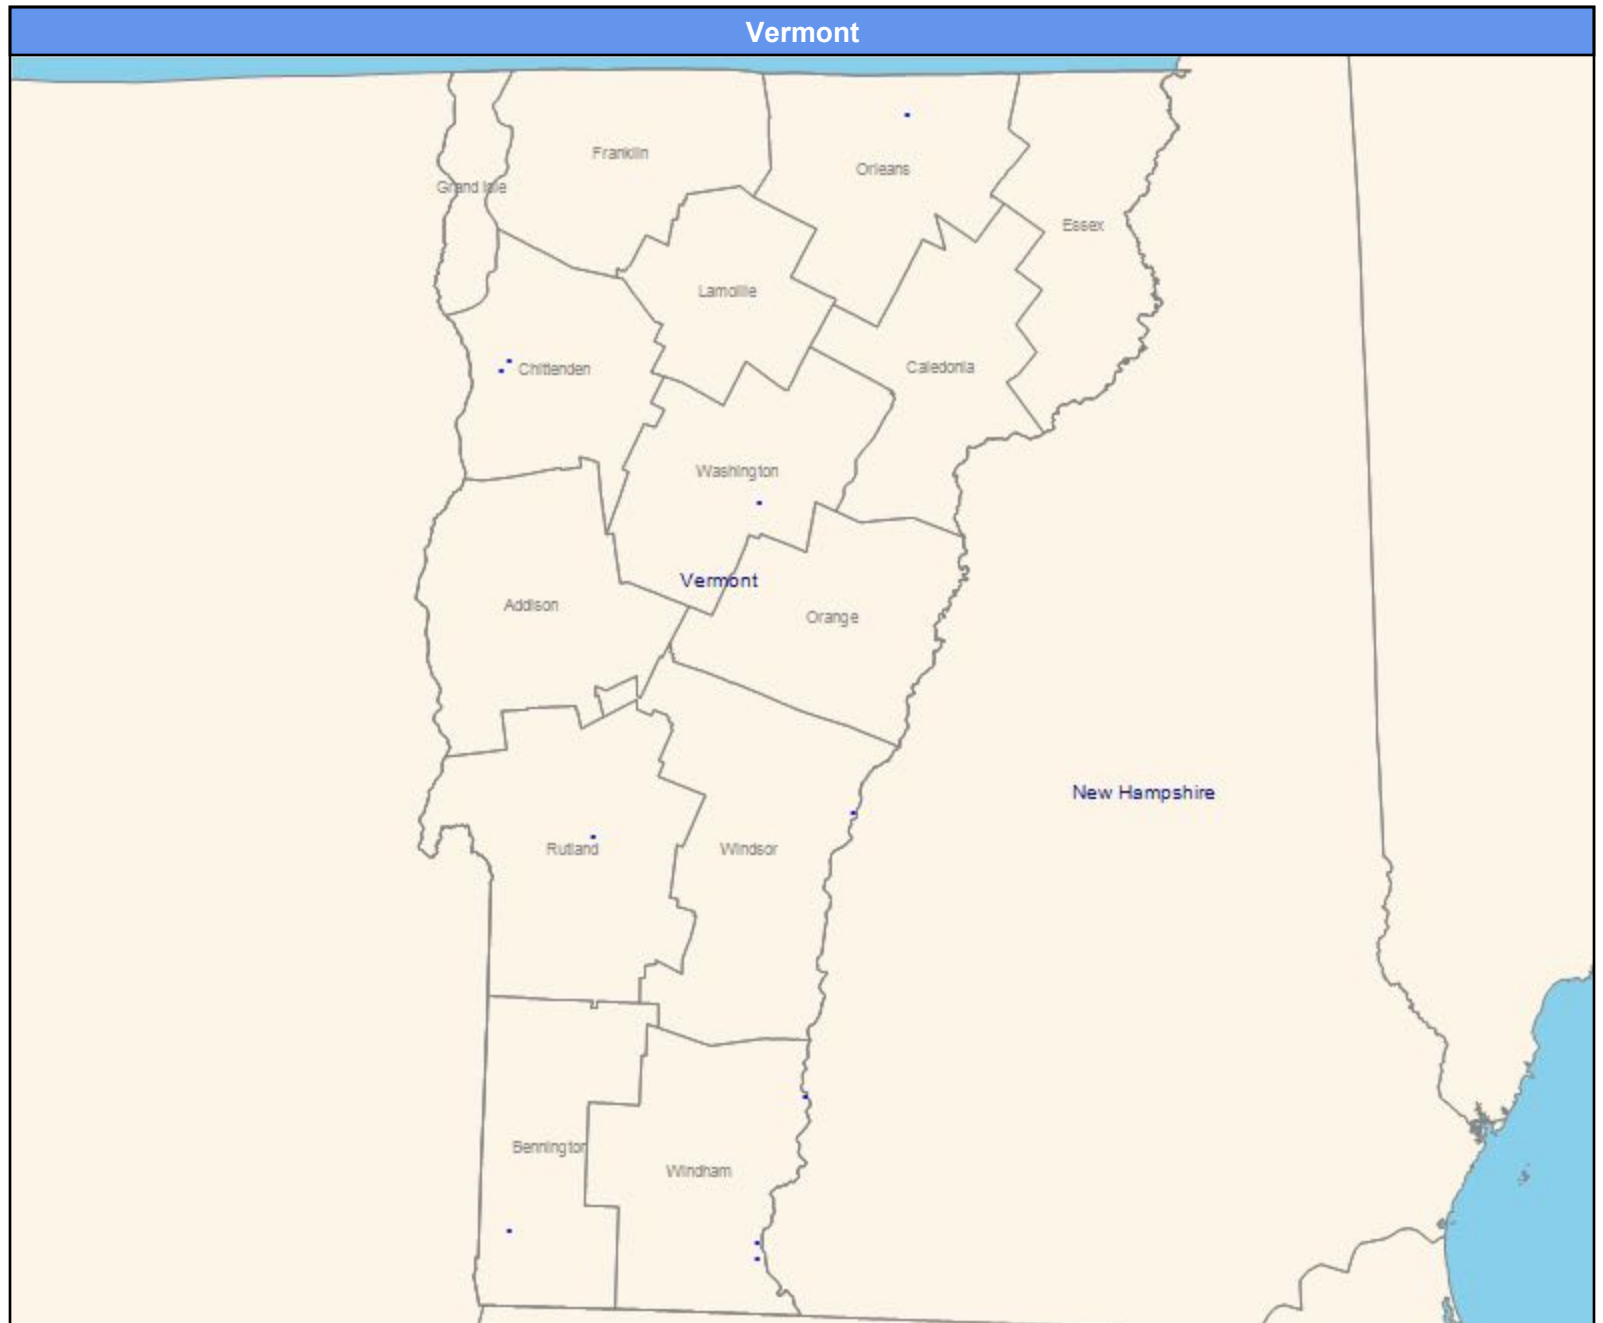 Vermont
Franklin
Orleans
Grand Isle
Essex
Lamoille
Chittenden
Caledonia
Washington
Vermont
Addison
Orange
New Hampshire
Rutland
Windsor
Bennington
Windham